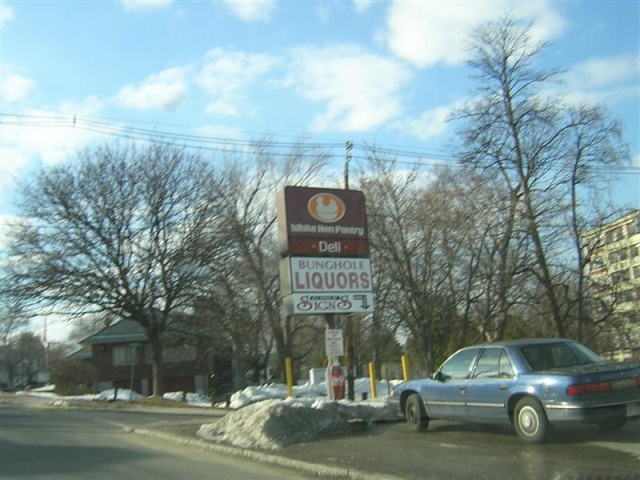 White Hen Pantry
Deli
BUNGHOLE
LIQUORS
SIGNS